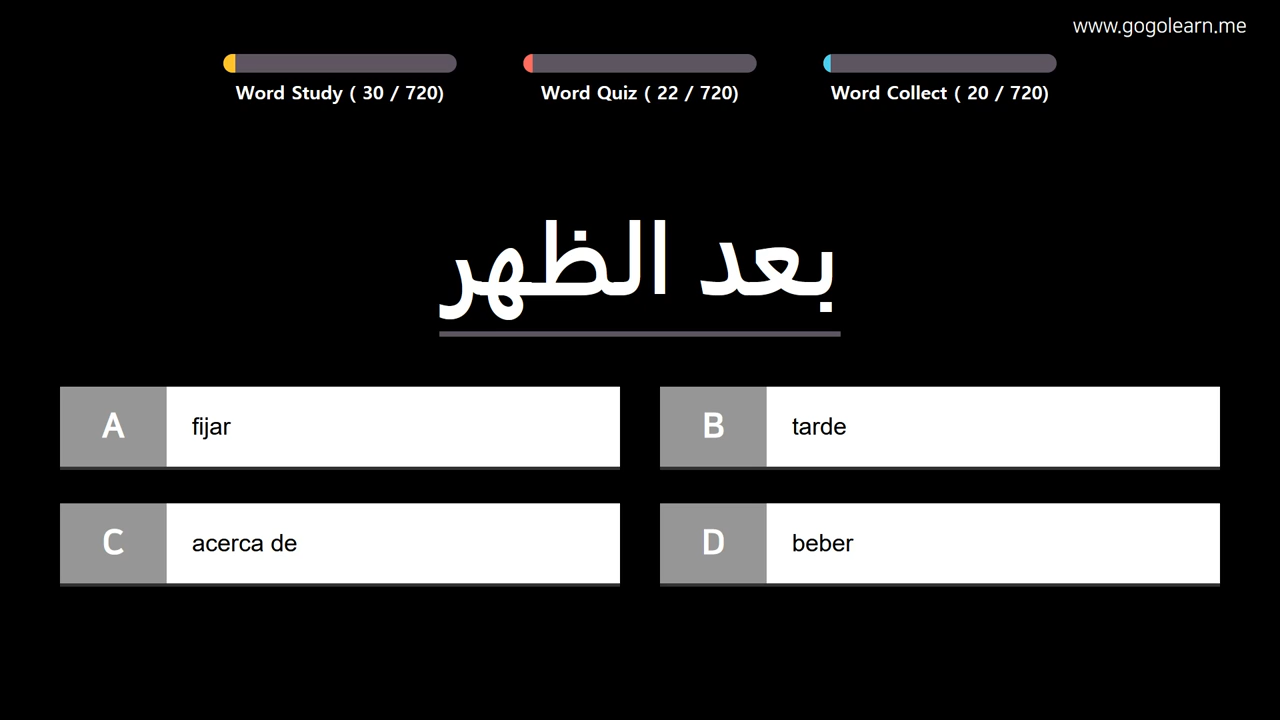 www.gogolearn.me
Word Study ( 30 / 720)
Word Quiz ( 22 / 720)
Word Collect ( 20 / 720)
بعد الظهر
A
fijar
B
tarde
C
acerca de
D
beber